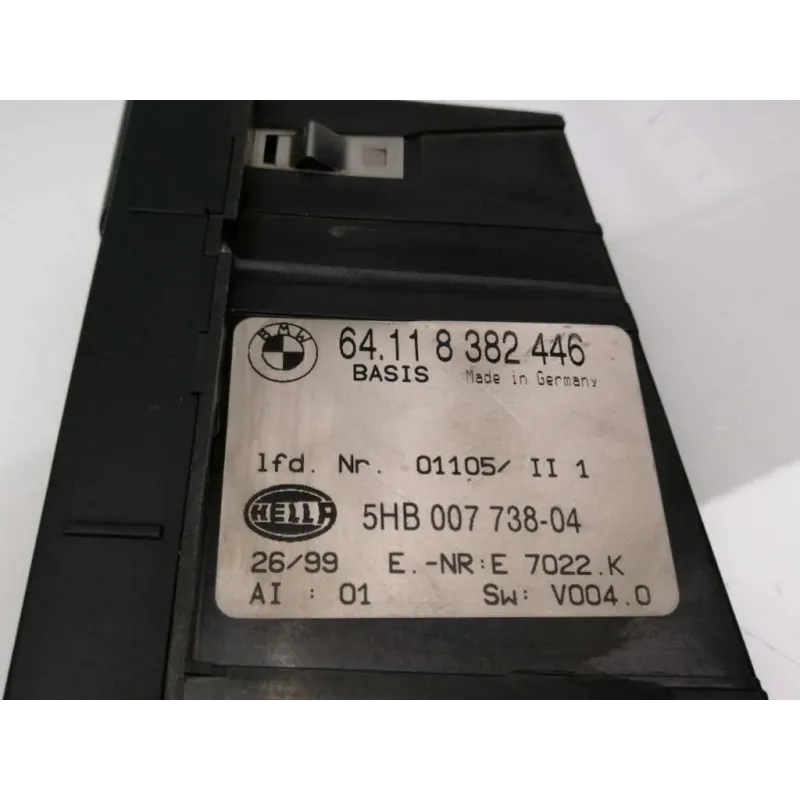 BMW 64.11 8 382 446
BASIS Made in Germany
lfd. Nr. 01105/ II 1
HELLA 5HB 007 738-04
26/99 E.-NR:E 7022.K
AI : 01 Sw: V004.0